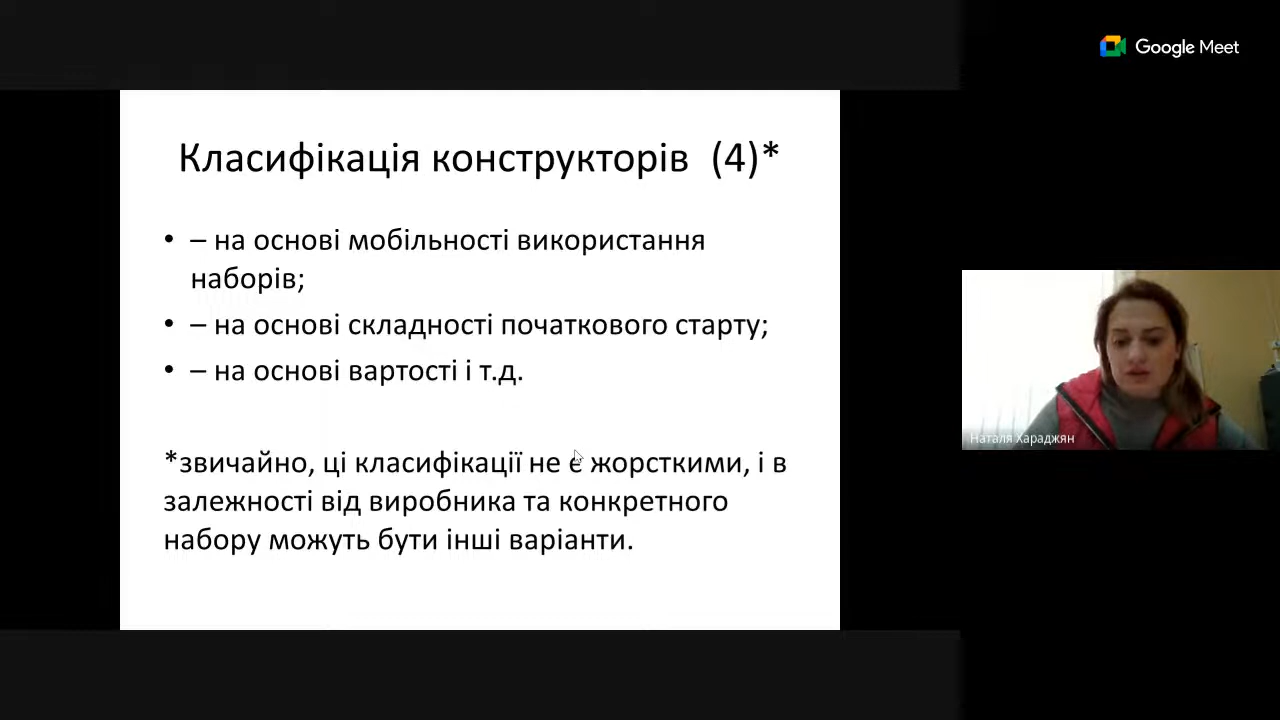 Google Meet
Класифікація конструкторів (4)*
• – на основі мобільності використання
наборів;
• – на основі складності початкового старту;
• – на основі вартості і т.д.
*звичайно, ці класифікації не є жорсткими, і в
залежності від виробника та конкретного
набору можуть бути інші варіанти.
Наталя Хараджян